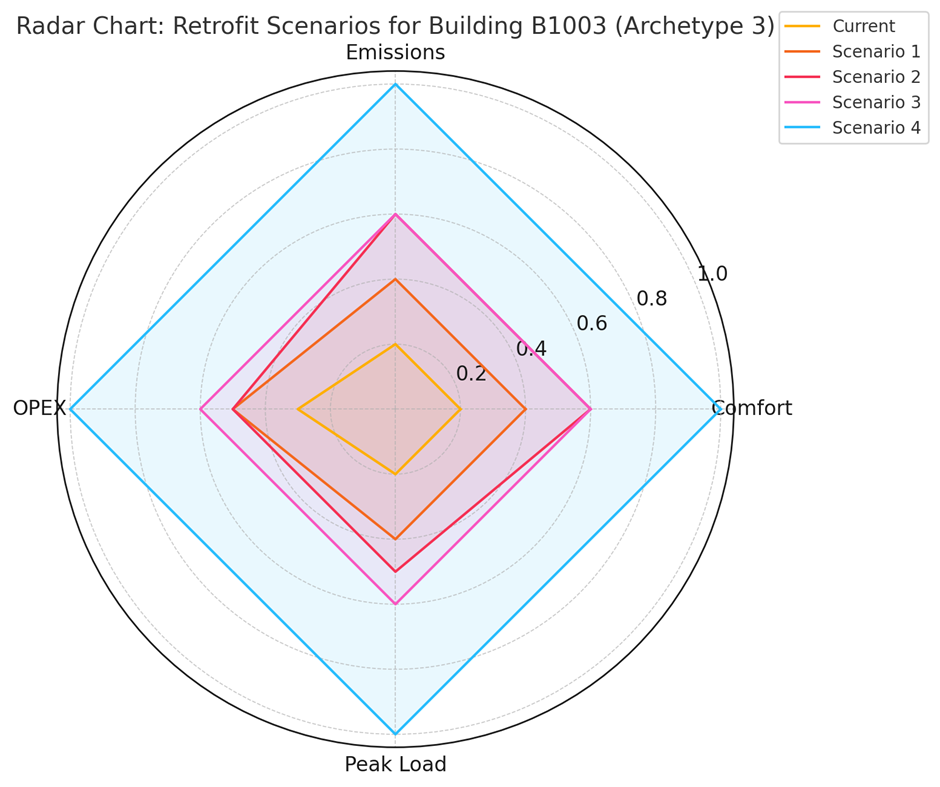 Radar Chart: Retrofit Scenarios for Building B1003 (Archetype 3)
Current
Scenario 1
Scenario 2
Scenario 3
Scenario 4
Emissions
1.0
0.8
0.6
0.4
0.2
OPEX
Comfort
Peak Load